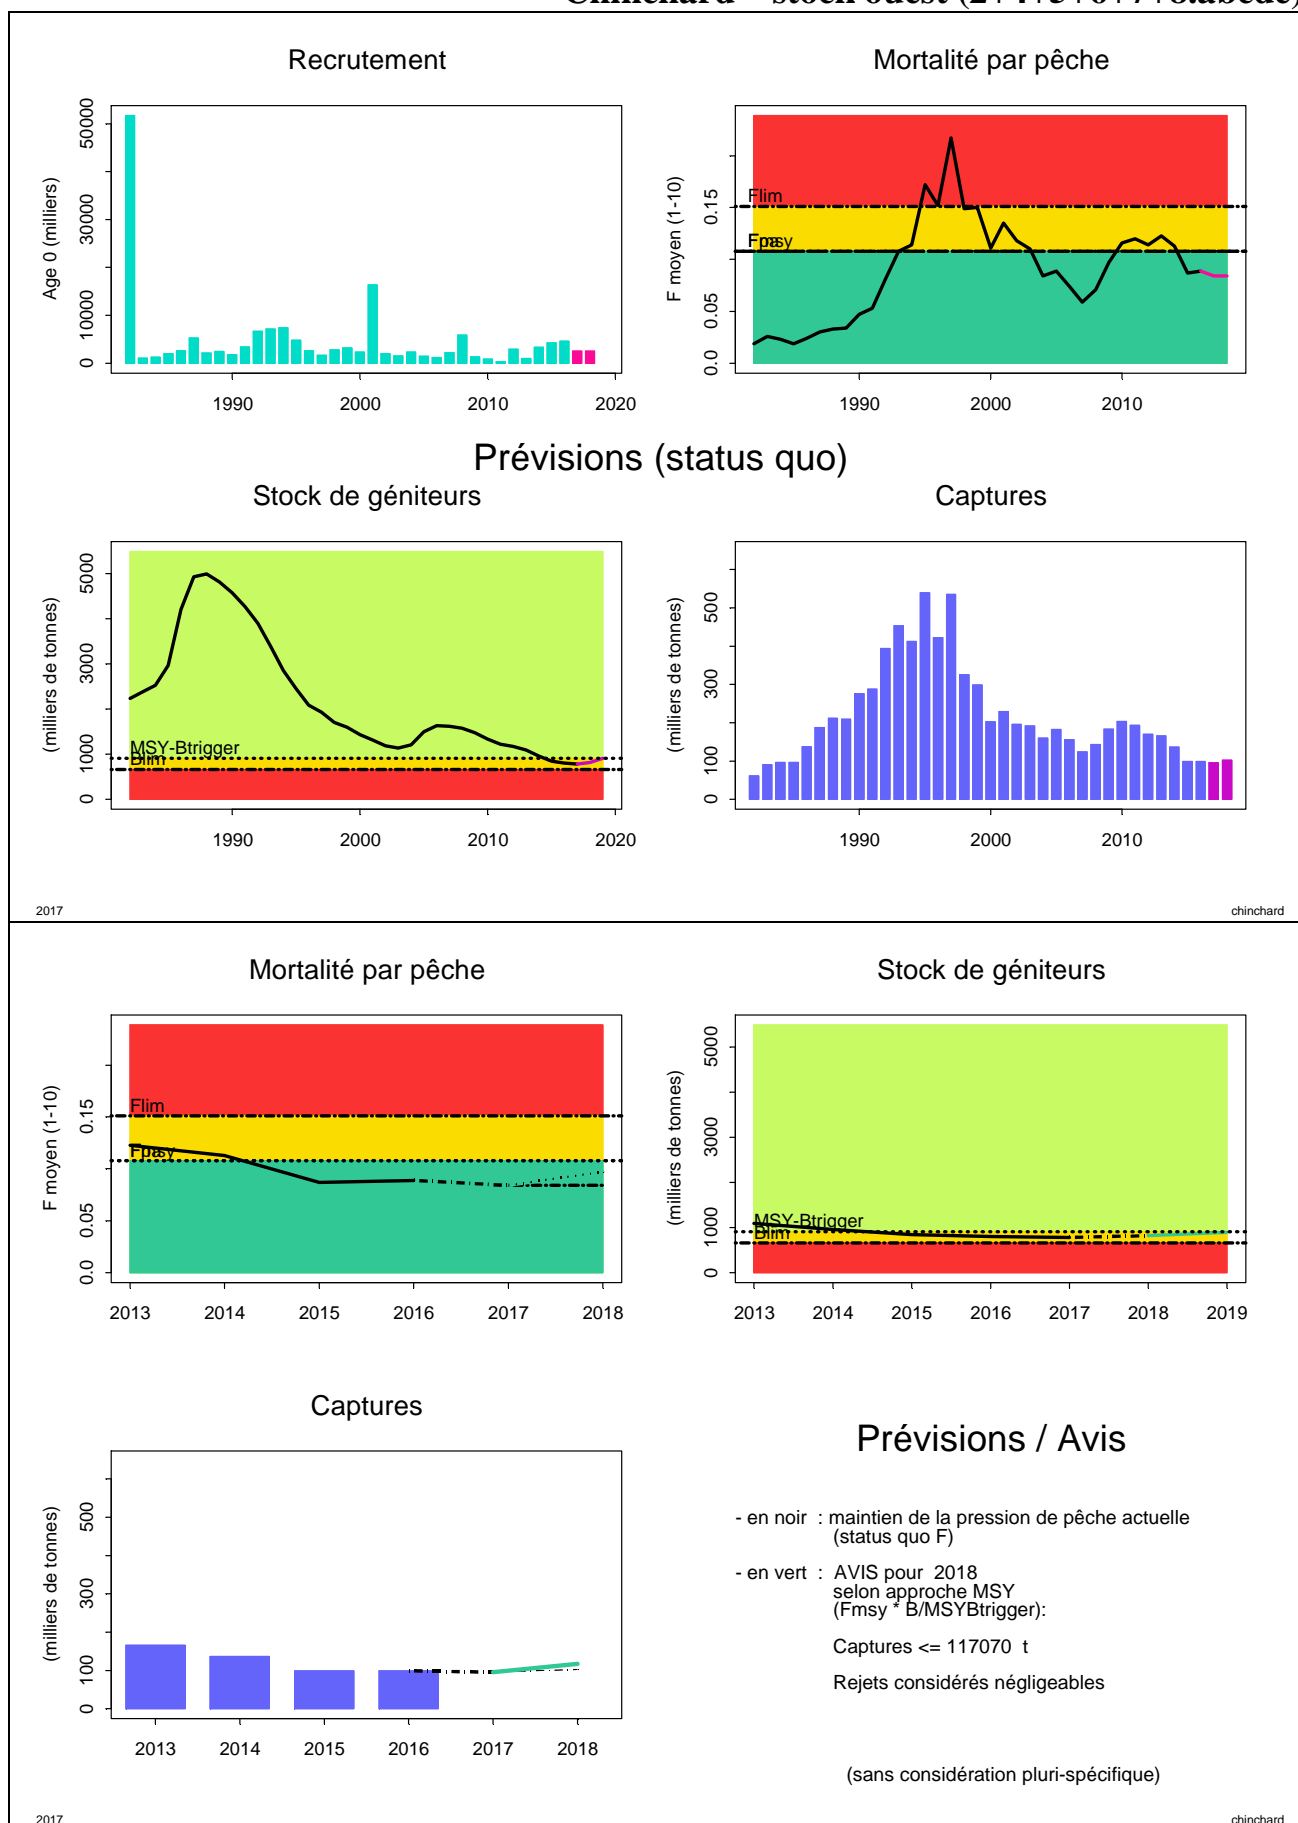 Recrutement
Age 0 (milliers)
0
10000
30000
50000
1990
2000
2010
2020
Mortalité par pêche
F moyen (1-10)
0.0
0.05
0.15
Flim
Fpa
Fmsy
1990
2000
2010
Prévisions (status quo)
Stock de géniteurs
(milliers de tonnes)
0
1000
3000
5000
MSY-Btrigger
Blim
1990
2000
2010
2020
Captures
(milliers de tonnes)
0
100
300
500
1990
2000
2010
2017
chinchard
Mortalité par pêche
F moyen (1-10)
0.0
0.05
0.15
Flim
Fpa
Fmsy
2013
2014
2015
2016
2017
2018
Stock de géniteurs
(milliers de tonnes)
0
1000
3000
5000
MSY-Btrigger
Blim
2013
2014
2015
2016
2017
2018
2019
Captures
(milliers de tonnes)
0
100
300
500
2013
2014
2015
2016
2017
2018
Prévisions / Avis
- en noir : maintien de la pression de pêche actuelle
(status quo F)
- en vert : AVIS pour 2018
selon approche MSY
(Fmsy * B/MSYBtrigger):
Captures <= 117070 t
Rejets considérés négligeables
(sans considération pluri-spécifique)
2017
chinchard